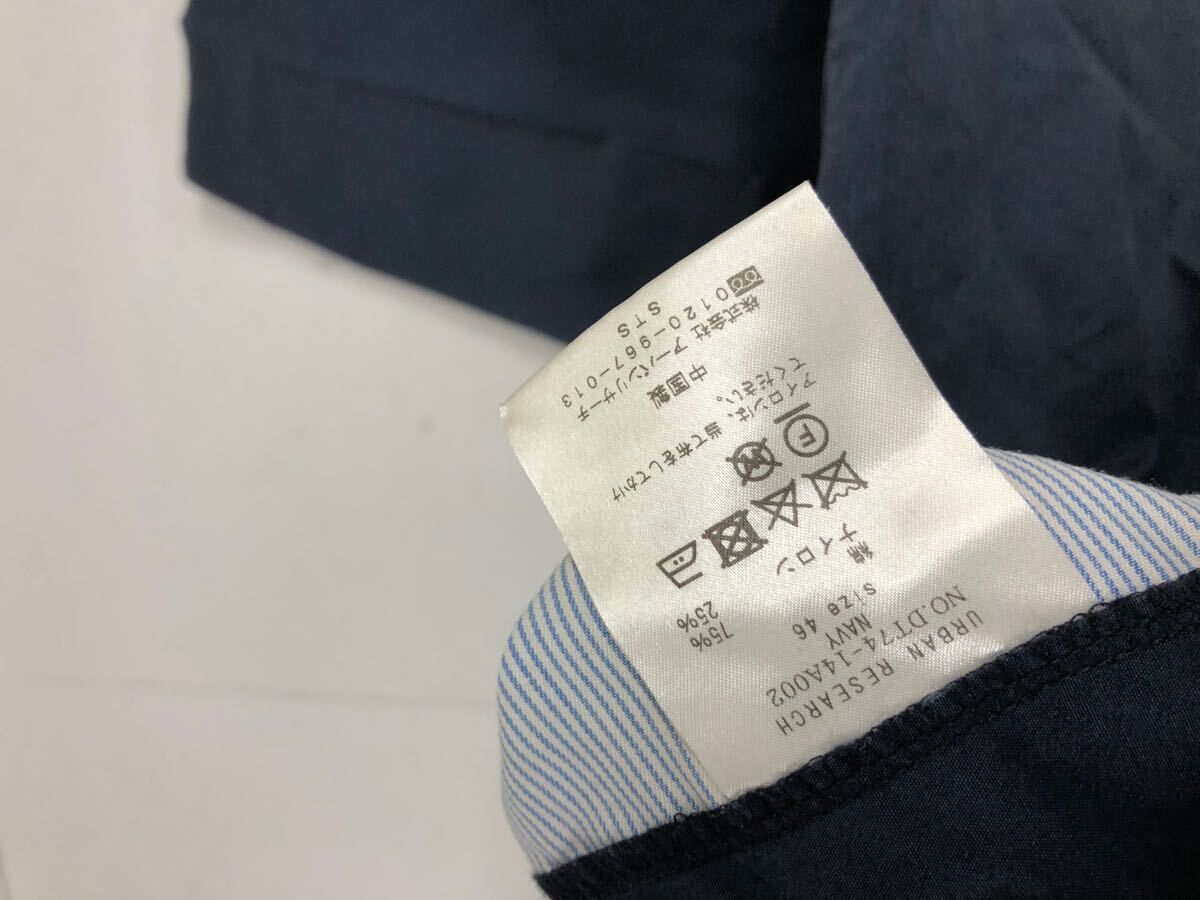 URBAN RESEARCH
NO.DT74-14A002
NAVY
size 46
綿 75%
ナイロン 25%
F
アイロンは、当て布をしてかけ
てください。
中国製
株式会社 アーバンリサーチ
0120-967-013
STS